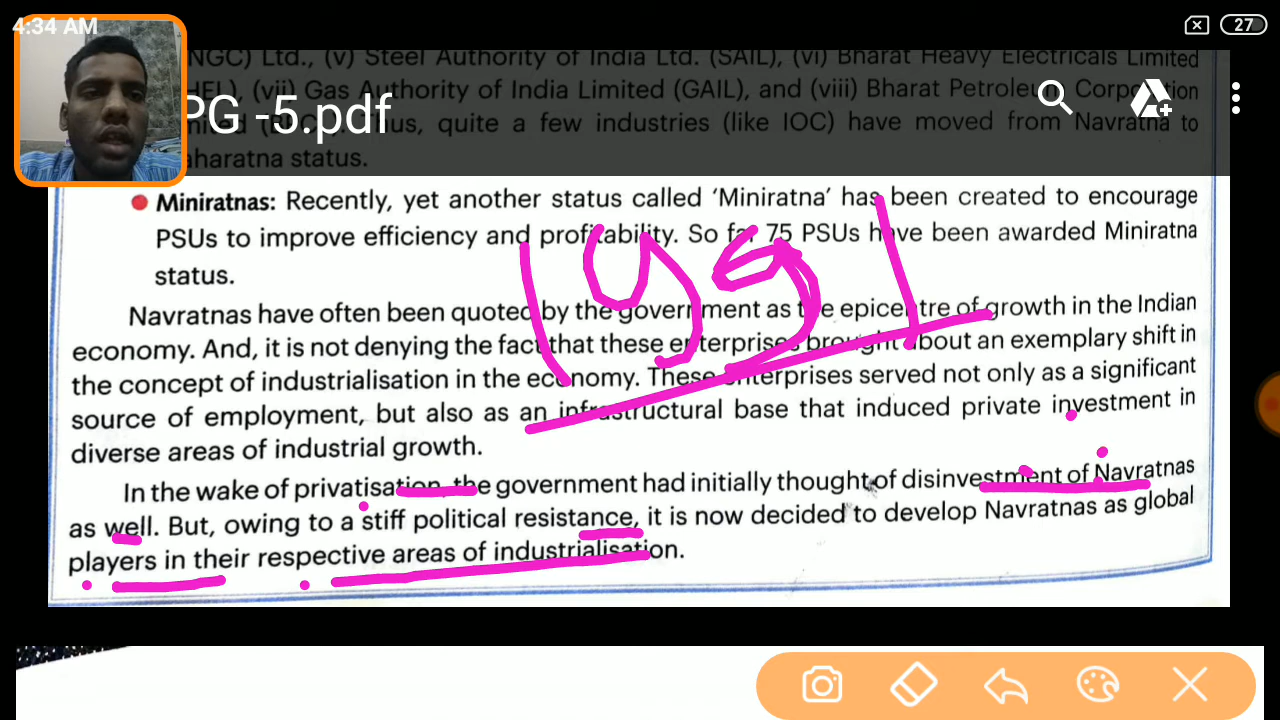 4:34 AM
27
NGC) Ltd., (v) Steel Authority of India Ltd. (SAIL), (vi) Bharat Heavy Electricals Limited
HEL), (vii) Gas Authority of India Limited (GAIL), and (viii) Bharat Petroleum Corporation
PG -5.pdf
quite a few industries (like IOC) have moved from Navratna to
aharatna status.
Miniratnas: Recently, yet another status called ‘Miniratna’ has been created to encourage
PSUs to improve efficiency and profitability. So far 75 PSUs have been awarded Miniratna
status.
1991
Navratnas have often been quoted by the government as the epicentre of growth in the Indian
economy. And, it is not denying the fact that these enterprises brought about an exemplary shift in
the concept of industrialisation in the economy. These enterprises served not only as a significant
source of employment, but also as an infrastructural base that induced private investment in
diverse areas of industrial growth.
In the wake of privatisation, the government had initially thought of disinvestment of Navratnas
as well. But, owing to a stiff political resistance, it is now decided to develop Navratnas as global
players in their respective areas of industrialisation.